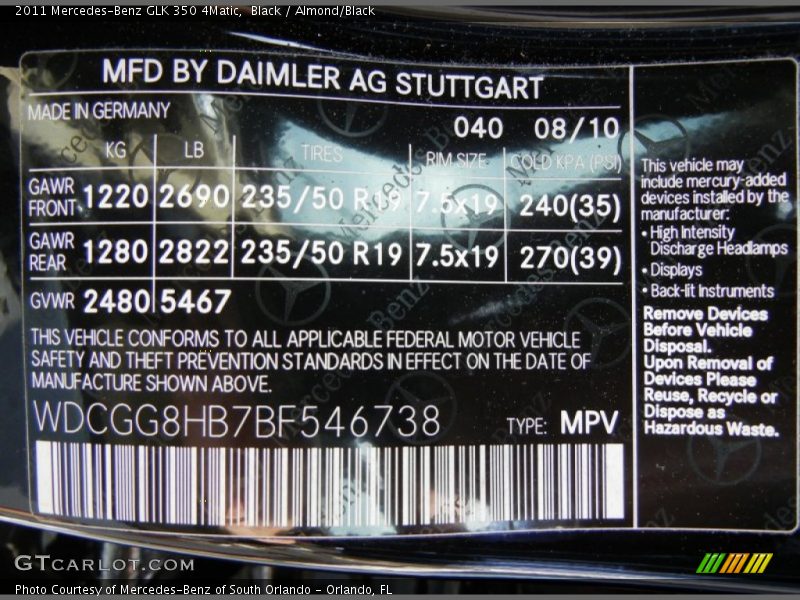 2011 Mercedes-Benz GLK 350 4Matic, Black / Almond/Black
MFD BY DAIMLER AG STUTTGART
MADE IN GERMANY
040 08/10
KG LB TIRES RIM SIZE COLD KPA (PSI)
GAWR FRONT 1220 2690 235/50 R19 7.5x19 240(35)
GAWR REAR 1280 2822 235/50 R19 7.5x19 270(39)
GVWR 2480 5467
THIS VEHICLE CONFORMS TO ALL APPLICABLE FEDERAL MOTOR VEHICLE
SAFETY AND THEFT PREVENTION STANDARDS IN EFFECT ON THE DATE OF
MANUFACTURE SHOWN ABOVE.
WDCGG8HB7BF546738 TYPE: MPV
This vehicle may
include mercury-added
devices installed by the
manufacturer:
• High Intensity
Discharge Headlamps
• Displays
• Back-lit Instruments
Remove Devices
Before Vehicle
Disposal.
Upon Removal of
Devices Please
Reuse, Recycle or
Dispose as
Hazardous Waste.
GTcarlot.com
Photo Courtesy of Mercedes-Benz of South Orlando - Orlando, FL